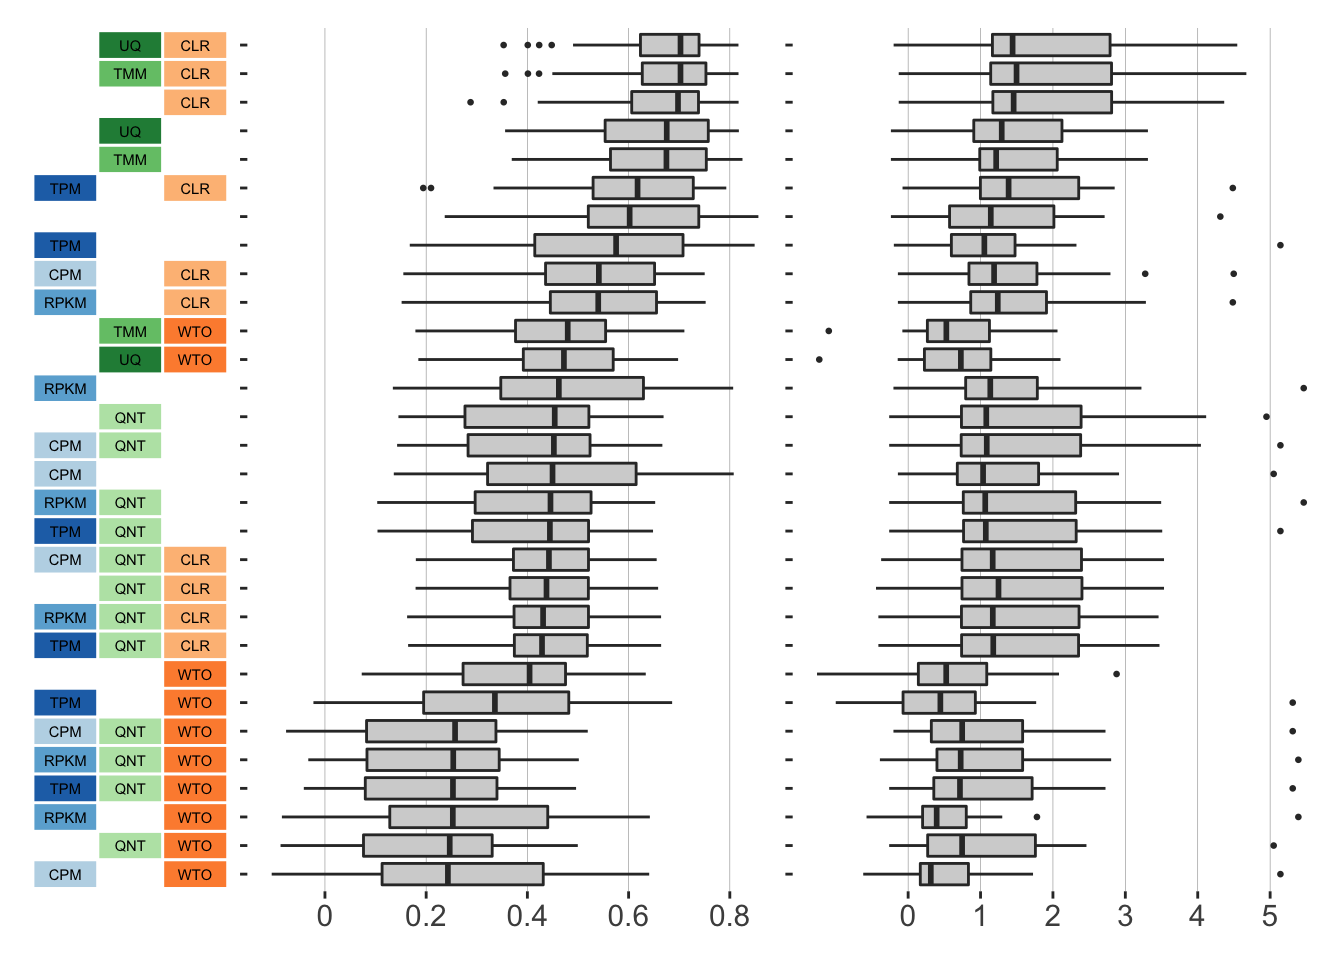 UQ CLR
TMM CLR
CLR
UQ
TMM
TPM CLR
TPM
CPM CLR
RPKM CLR
TMM WTO
UQ WTO
RPKM
QNT
CPM QNT
CPM
RPKM QNT
TPM QNT
CPM QNT CLR
QNT CLR
RPKM QNT CLR
TPM QNT CLR
WTO
TPM WTO
CPM QNT WTO
RPKM QNT WTO
TPM QNT WTO
RPKM WTO
QNT WTO
CPM WTO
0 0.2 0.4 0.6 0.8 0 1 2 3 4 5